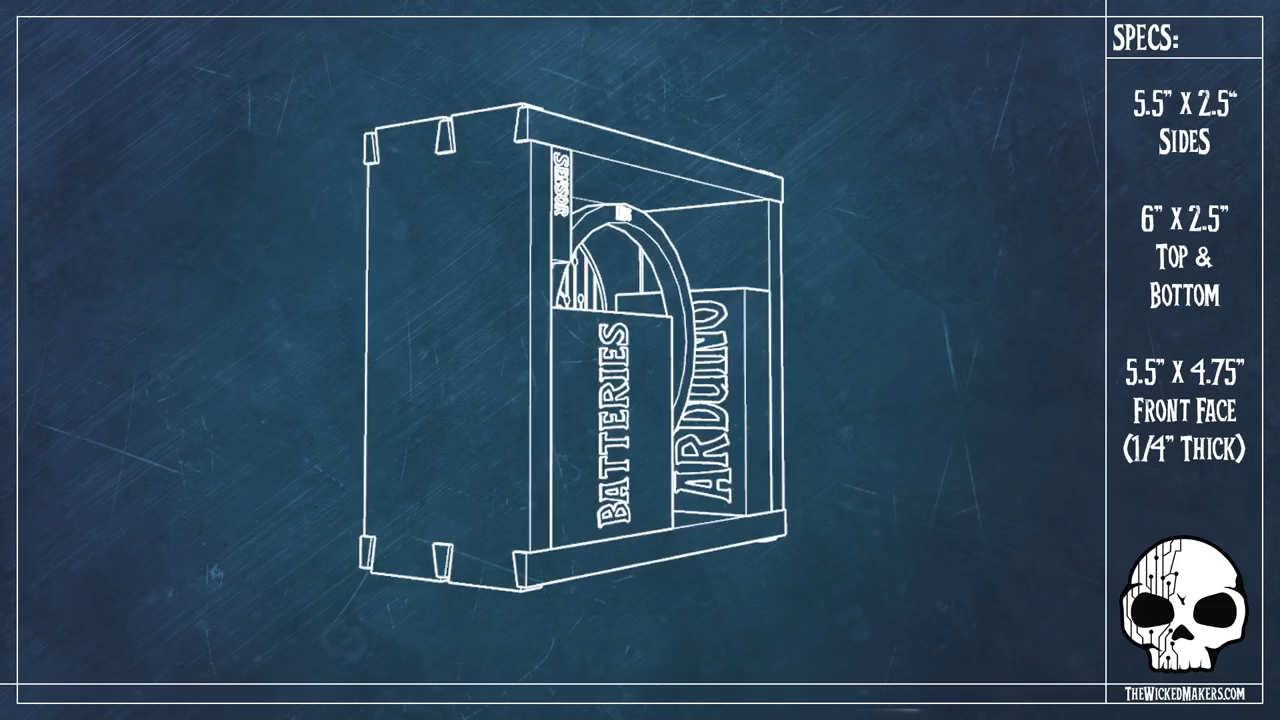 SPECS:
5.5" X 2.5"
SIDES
6" X 2.5"
TOP &
BOTTOM
5.5" X 4.75"
FRONT FACE
(1/4" THICK)
SENSOR
BATTERIES
ARDUINO
THEWICKEDMAKERS.COM